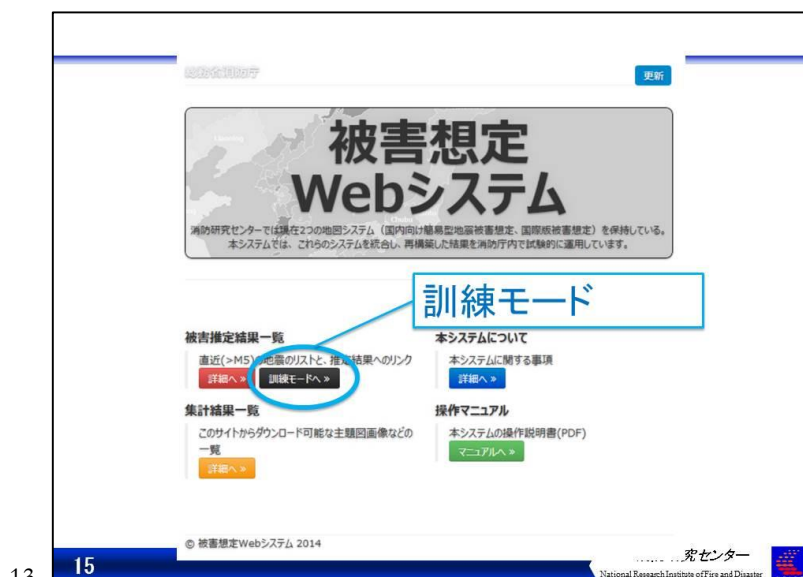 総務省消防庁
更新
被害想定
Webシステム
消防研究センターでは現在2つの地図システム（国内向け簡易型地震被害想定、国際版被害想定）を保持している。
本システムでは、これらのシステムを統合し、再構築した結果を消防庁内で試験的に運用しています。
訓練モード
被害推定結果一覧
直近(>M5)の地震のリストと、推定結果へのリンク
詳細へ » 訓練モードへ »
本システムについて
本システムに関する事項
詳細へ »
集計結果一覧
このサイトからダウンロード可能な主題図画像などの
一覧
詳細へ »
操作マニュアル
本システムの操作説明書(PDF)
マニュアルへ »
© 被害想定Webシステム 2014
15
究センター
National Research Institute of Fire and Disaster
13